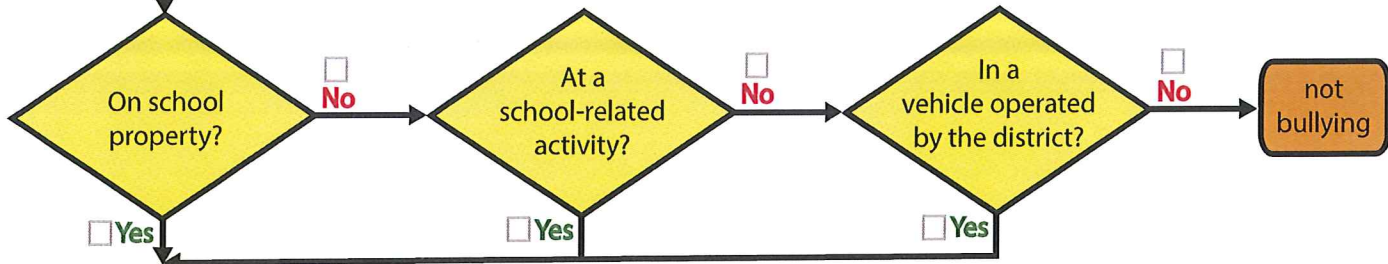 On school
property?
No
At a
school-related
activity?
No
In a
vehicle operated
by the district?
No
not
bullying
Yes
Yes
Yes